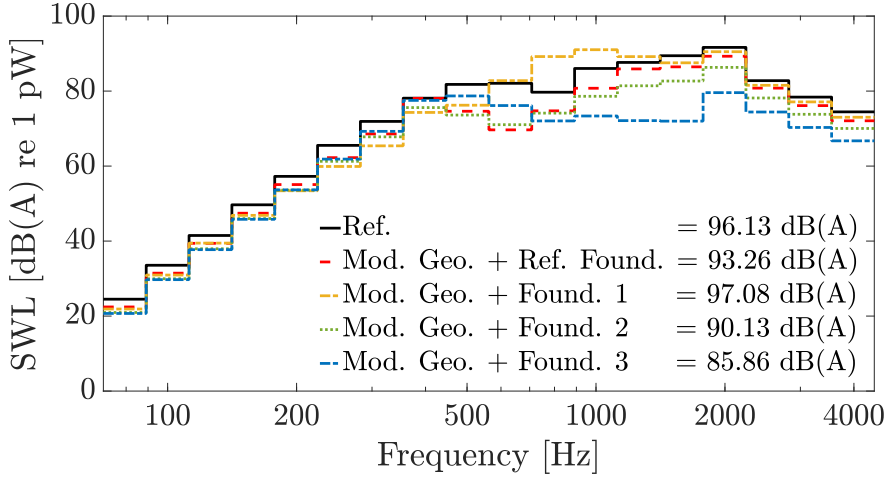 100
80
60
40
20
0
SWL [dB(A) re 1 pW]
Ref. = 96.13 dB(A)
Mod. Geo. + Ref. Found. = 93.26 dB(A)
Mod. Geo. + Found. 1 = 97.08 dB(A)
Mod. Geo. + Found. 2 = 90.13 dB(A)
Mod. Geo. + Found. 3 = 85.86 dB(A)
100 200 500 1000 2000 4000
Frequency [Hz]